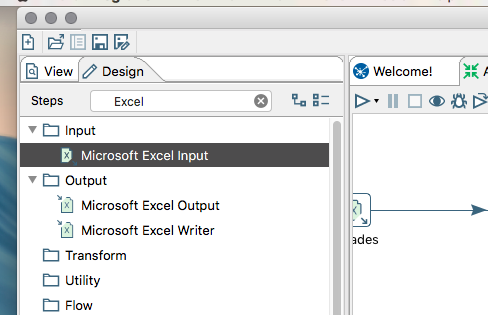 View
Design
Welcome!
Steps
Excel
Input
Microsoft Excel Input
Output
Microsoft Excel Output
Microsoft Excel Writer
ades
Transform
Utility
Flow